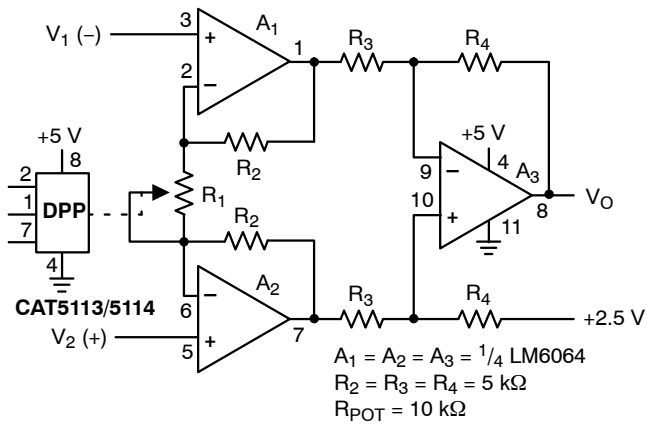 V1 (−)
3
+
A1
1
2
−
R3
R4
R2
+5 V
8
2
1
7
DPP
4
R1
R2
CAT5113/5114
6
−
A2
7
V2 (+)
5
+
R3
R4
+2.5 V
+5 V
4
A3
9
−
10
+
8
11
VO
A1 = A2 = A3 = 1/4 LM6064
R2 = R3 = R4 = 5 kΩ
RPOT = 10 kΩ